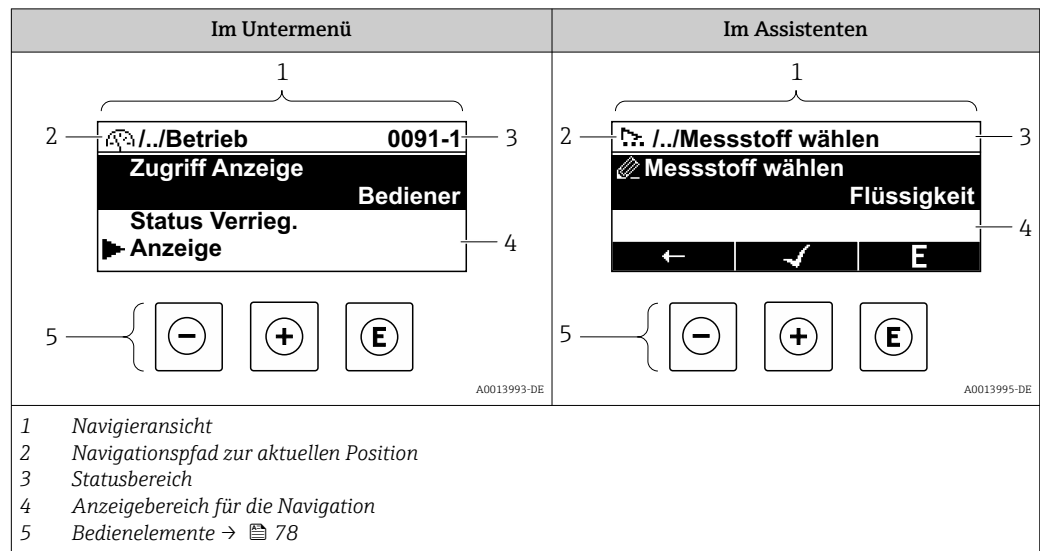 Im Untermenü
Im Assistenten
1
2
/../Betrieb 0091-1
3
Zugriff Anzeige
Bediener
Status Verrieg.
Anzeige
4
5
- + E
A0013993-DE
1
2
/../Messstoff wählen
3
Messstoff wählen
Flüssigkeit
4
← ✓ E
5
- + E
A0013995-DE
1 Navigieransicht
2 Navigationspfad zur aktuellen Position
3 Statusbereich
4 Anzeigebereich für die Navigation
5 Bedienelemente → 78